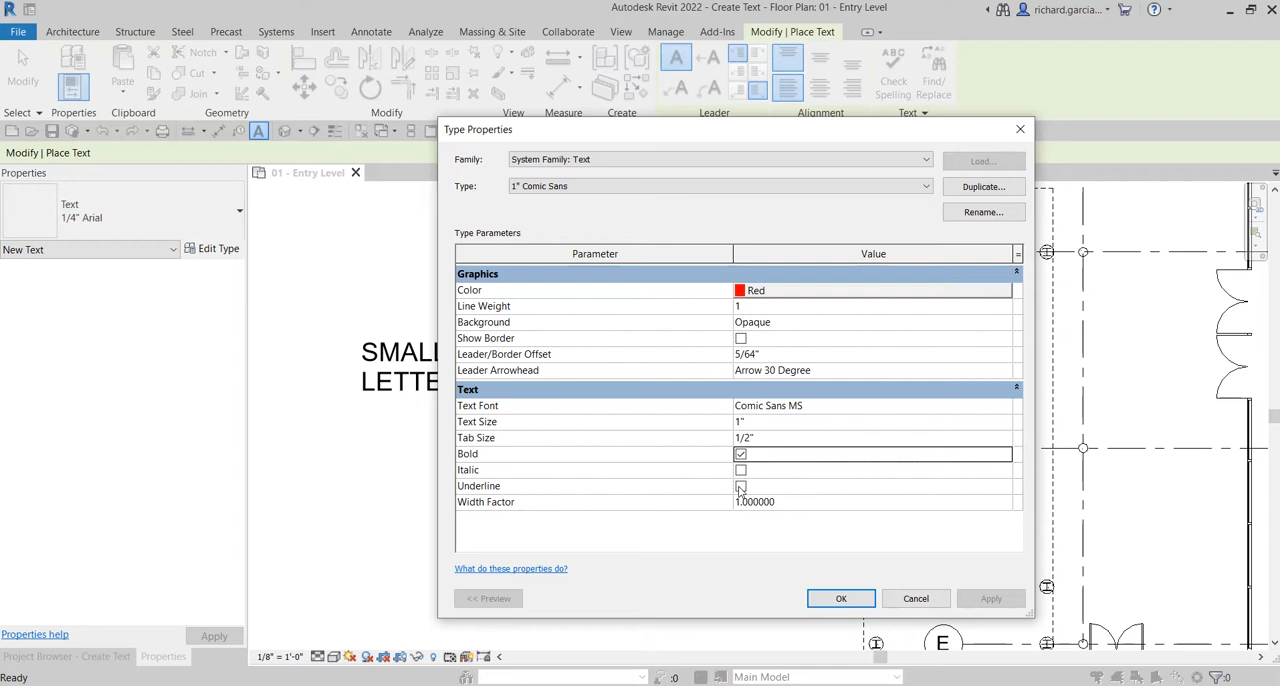 Autodesk Revit 2022 - Create Text - Floor Plan: 01 - Entry Level
richard.garcia...
File Architecture Structure Steel Precast Systems Insert Annotate Analyze Massing & Site Collaborate View Manage Add-Ins Modify | Place Text
Modify
Paste
Notch
Cut
Join
Check Spelling
Find/ Replace
Select Properties Clipboard Geometry Modify View Measure Create Leader Alignment Text
Modify | Place Text
Properties
01 - Entry Level
Text
1/4" Arial
New Text
Edit Type
SMALL
LETTE
Type Properties
Family: System Family: Text Load...
Type: 1" Comic Sans Duplicate...
Rename...
Type Parameters
Parameter Value =
Graphics
Color Red
Line Weight 1
Background Opaque
Show Border
Leader/Border Offset 5/64"
Leader Arrowhead Arrow 30 Degree
Text
Text Font Comic Sans MS
Text Size 1"
Tab Size 1/2"
Bold
Italic
Underline
Width Factor 1.000000
What do these properties do?
<< Preview OK Cancel Apply
E
Properties help Apply
Project Browser - Create Text Properties
1/8" = 1'-0"
Ready
:0
Main Model
:0